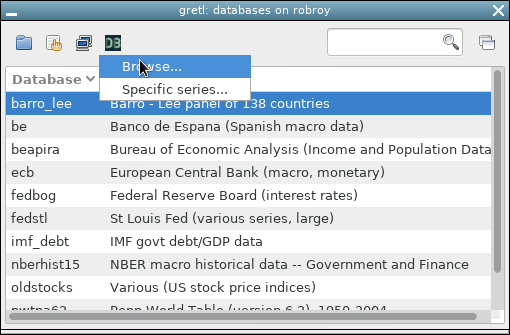 gretl: databases on robroy
DB
Browse...
Specific series...
Database
barro_lee Barro - Lee panel of 138 countries
be Banco de Espana (Spanish macro data)
beapira Bureau of Economic Analysis (Income and Population Data
ecb European Central Bank (macro, monetary)
fedbog Federal Reserve Board (interest rates)
fedstl St Louis Fed (various series, large)
imf_debt IMF govt debt/GDP data
nberhist15 NBER macro historical data -- Government and Finance
oldstocks Various (US stock price indices)
nwtna62 Penn World Table (version 6.2), 1950-2004